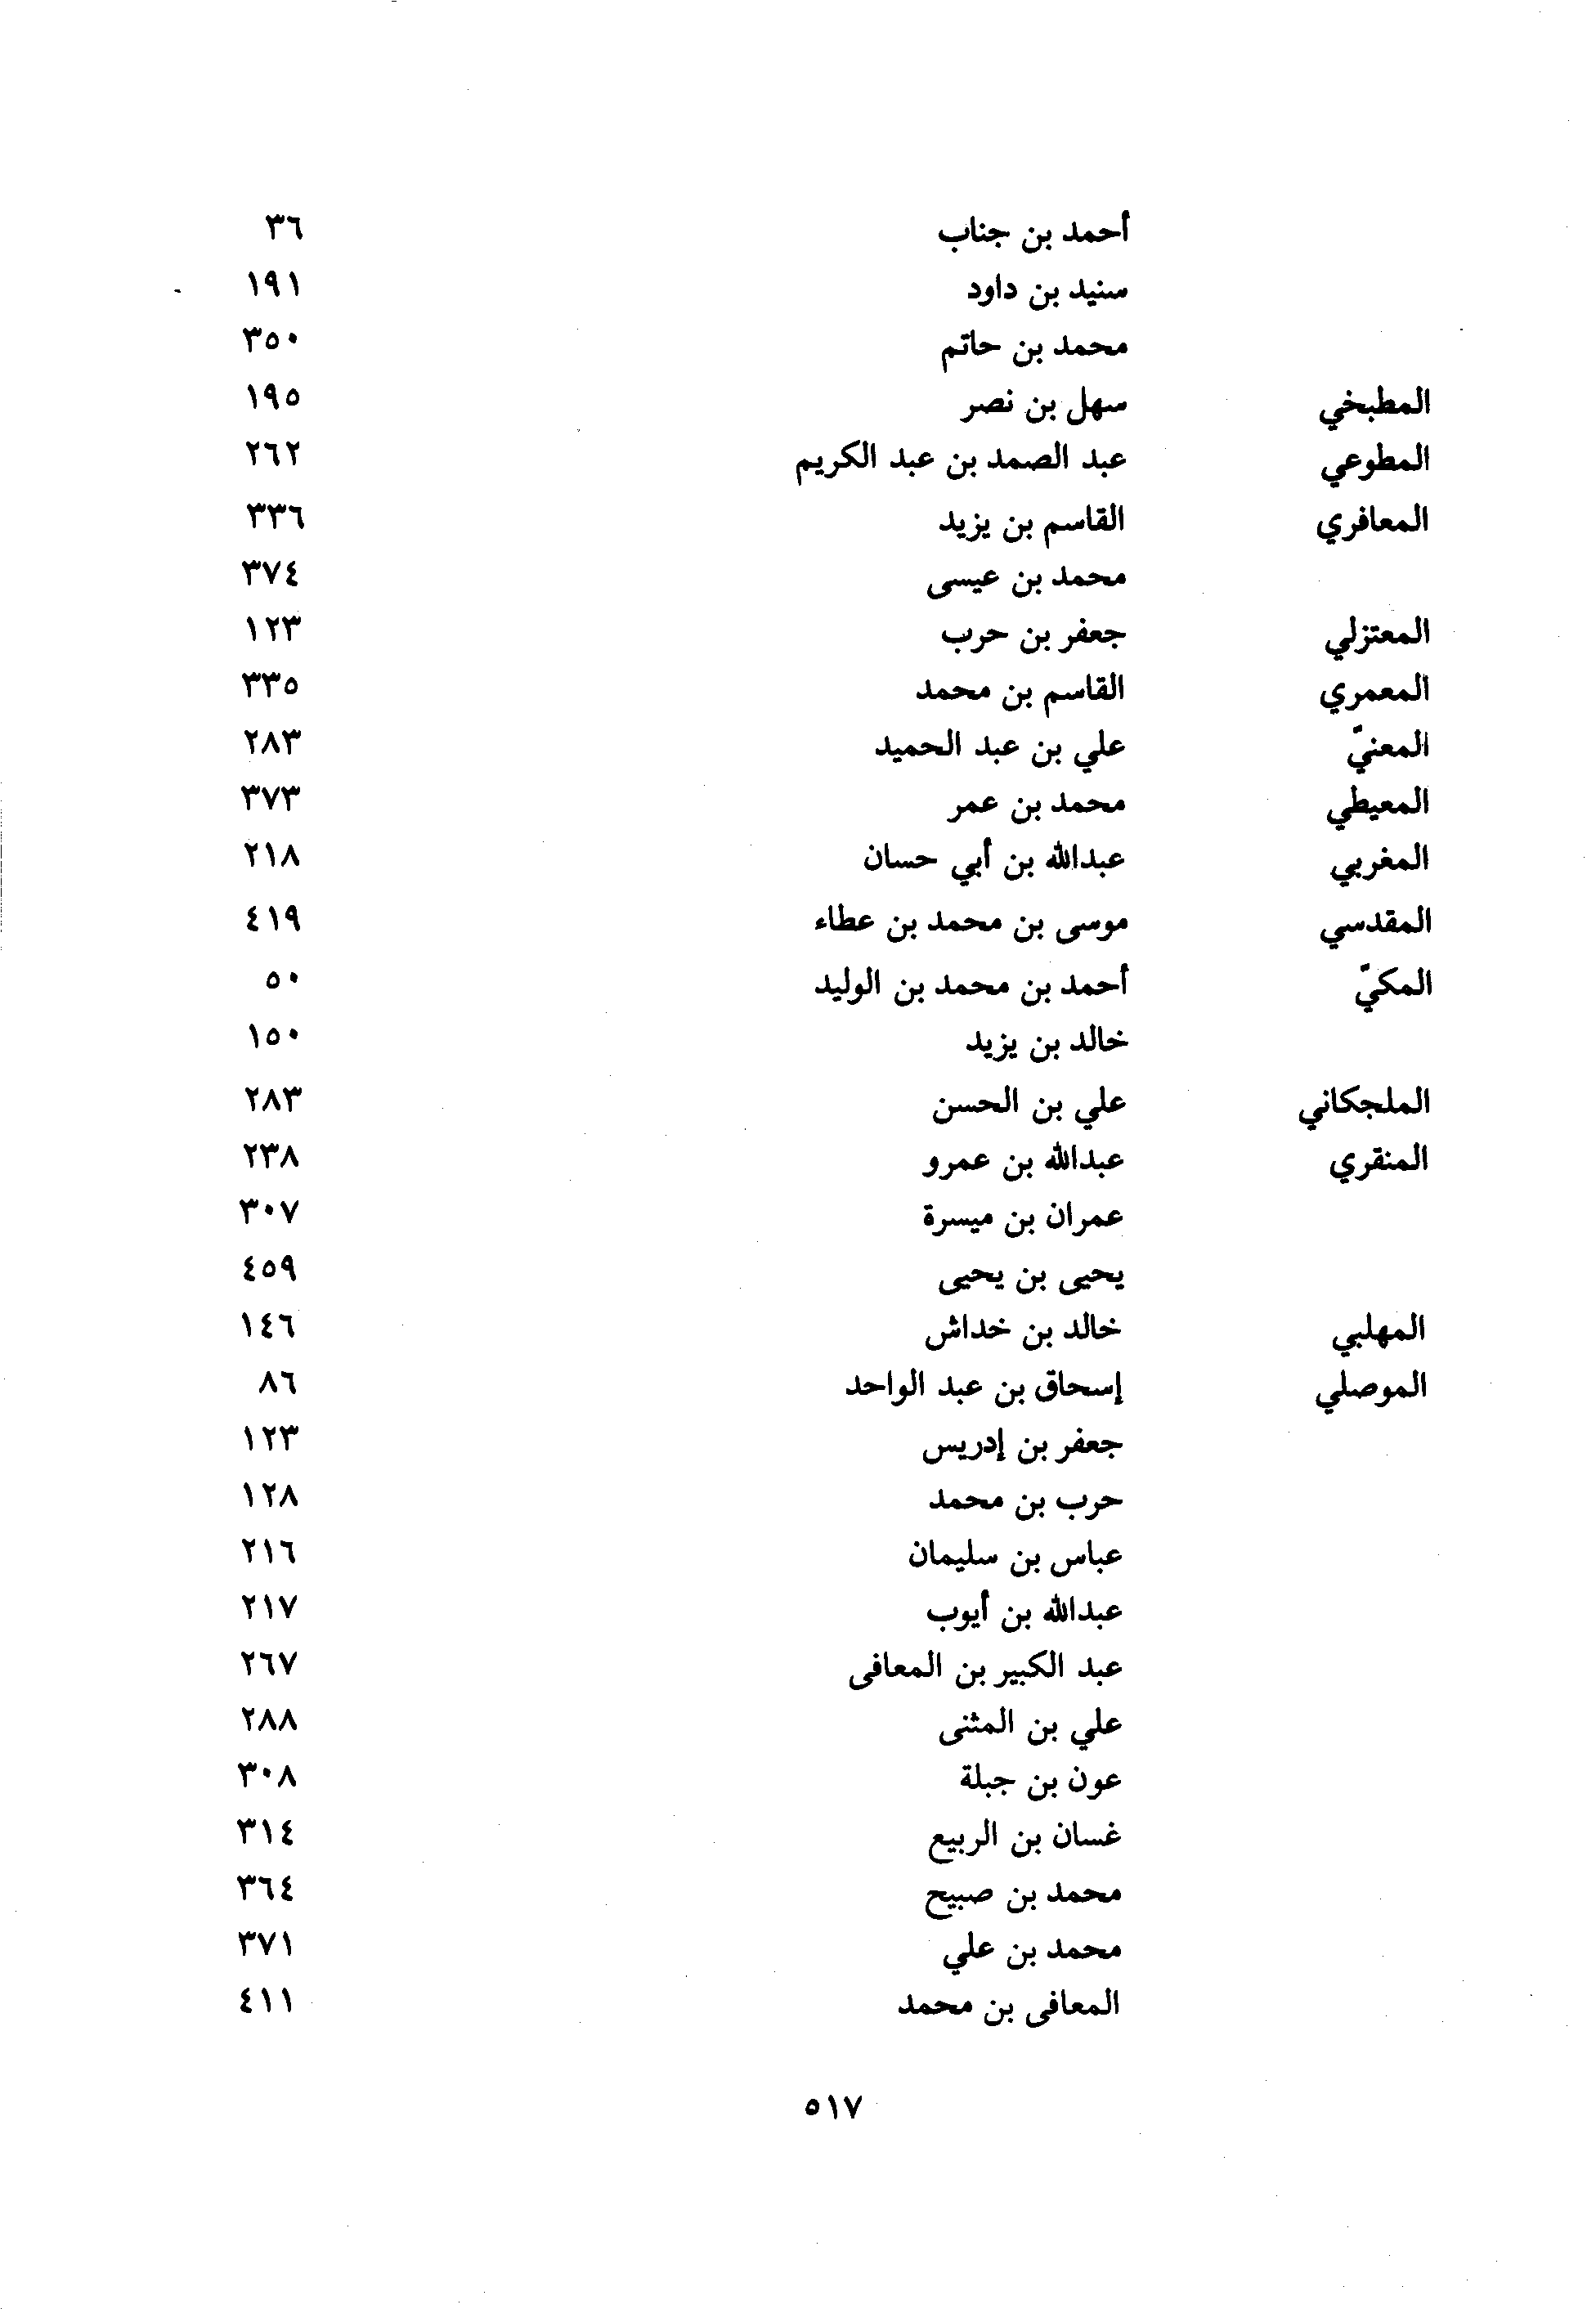 أحمد بن جناب ٣٦
سنيد بن داود ١٩١
محمد بن حاتم ٣٥٠
المطبخي سهل بن نصر ١٩٥
المطوعي عبد الصمد بن عبد الكريم ٢٦٢
المعافري القاسم بن يزيد ٣٣٦
محمد بن عيسى ٣٧٤
المعتزلي جعفر بن حرب ١٢٣
المعمري القاسم بن محمد ٣٣٥
المعنيّ علي بن عبد الحميد ٢٨٣
المعيطي محمد بن عمر ٣٧٣
المغربي عبدالله بن أبي حسان ٢١٨
المقدسي موسى بن محمد بن عطاء ٤١٩
المكيّ أحمد بن محمد بن الوليد ٥٠
خالد بن يزيد ١٥٠
الملجكاني علي بن الحسن ٢٨٣
المنقري عبدالله بن عمرو ٢٣٨
عمران بن ميسرة ٣٠٧
يحيى بن يحيى ٤٥٩
المهلبي خالد بن خداش ١٤٦
الموصلي إسحاق بن عبد الواحد ٨٦
جعفر بن إدريس ١٢٣
حرب بن محمد ١٢٨
عباس بن سليمان ٢١٦
عبدالله بن أيوب ٢١٧
عبد الكبير بن المعافى ٢٦٧
علي بن المثنى ٢٨٨
عون بن جبلة ٣٠٨
غسان بن الربيع ٣١٤
محمد بن صبيح ٣٦٤
محمد بن علي ٣٧١
المعافى بن محمد ٤١١
٥١٧